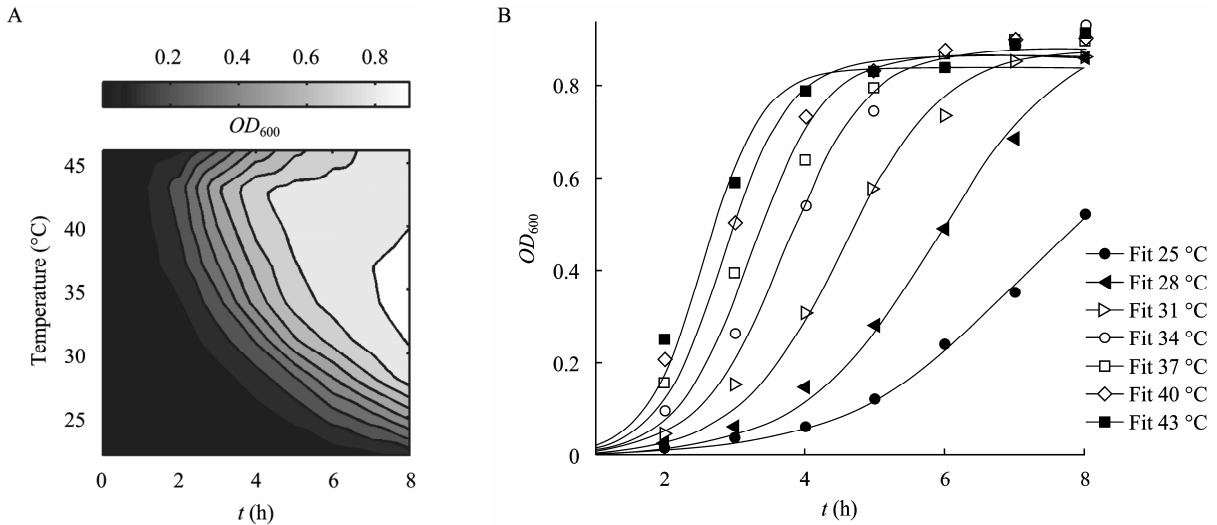 A
0.2 0.4 0.6 0.8
OD600
45
40
35
30
25
Temperature (°C)
0 2 4 6 8
t (h)
B
0.8
0.6
0.4
0.2
0
OD600
2 4 6 8
t (h)
Fit 25 °C
Fit 28 °C
Fit 31 °C
Fit 34 °C
Fit 37 °C
Fit 40 °C
Fit 43 °C